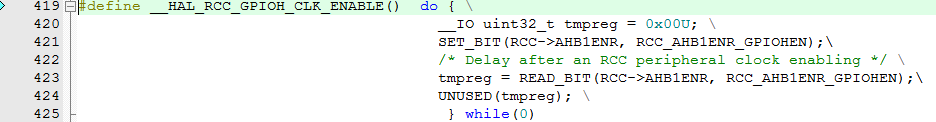 419 #define __HAL_RCC_GPIOH_CLK_ENABLE() do { \
420 __IO uint32_t tmpreg = 0x00U; \
421 SET_BIT(RCC->AHB1ENR, RCC_AHB1ENR_GPIOHEN);\
422 /* Delay after an RCC peripheral clock enabling */ \
423 tmpreg = READ_BIT(RCC->AHB1ENR, RCC_AHB1ENR_GPIOHEN);\
424 UNUSED(tmpreg); \
425 } while(0)